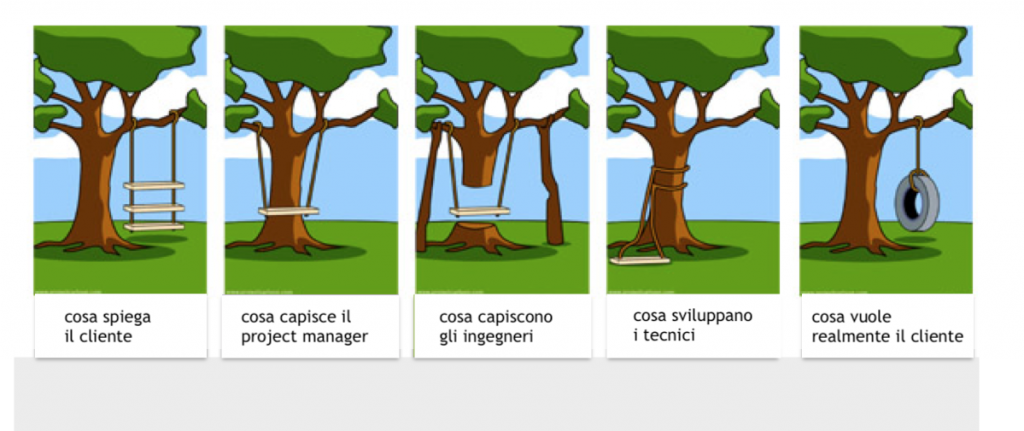 cosa spiega
il cliente
cosa capisce il
project manager
cosa capiscono
gli ingegneri
cosa sviluppano
i tecnici
cosa vuole
realmente il cliente